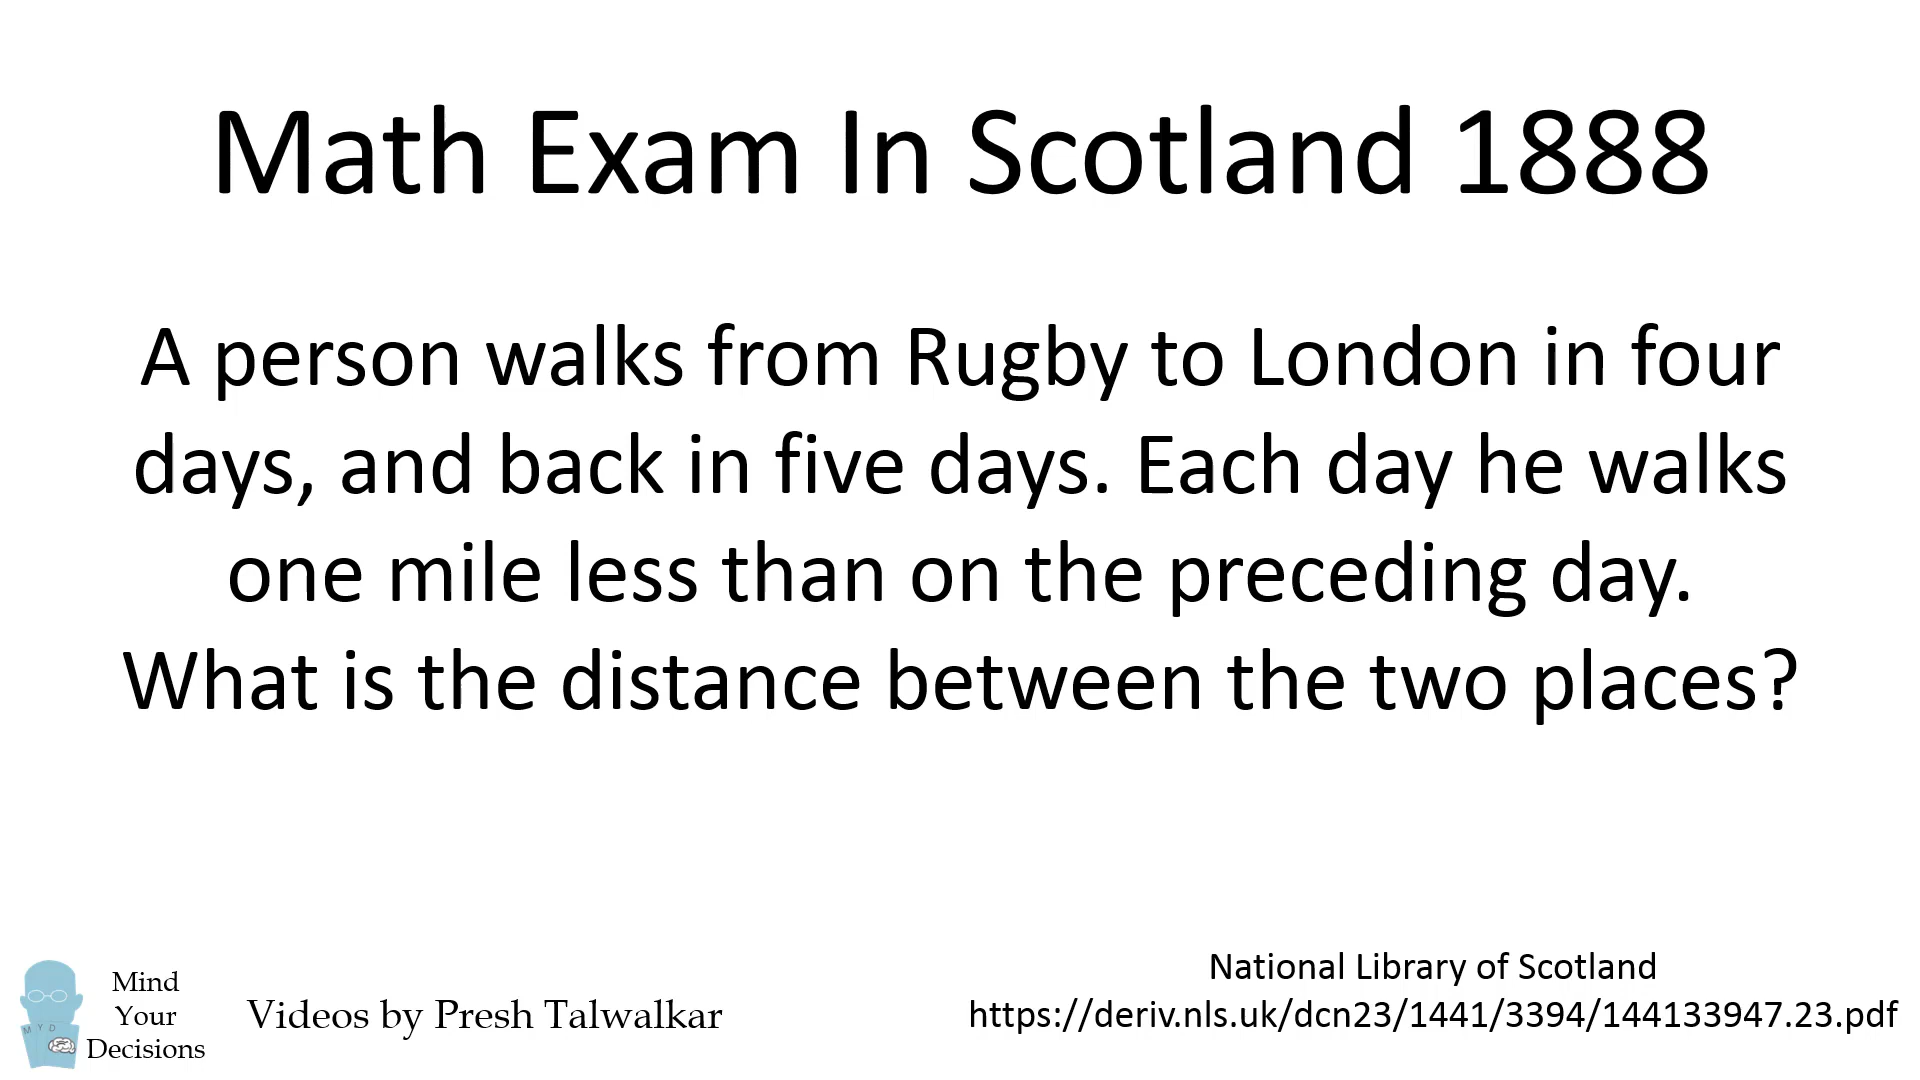 Math Exam In Scotland 1888
A person walks from Rugby to London in four
days, and back in five days. Each day he walks
one mile less than on the preceding day.
What is the distance between the two places?
Mind
Your
Decisions
M Y D
Videos by Presh Talwalkar
National Library of Scotland
https://deriv.nls.uk/dcn23/1441/3394/144133947.23.pdf